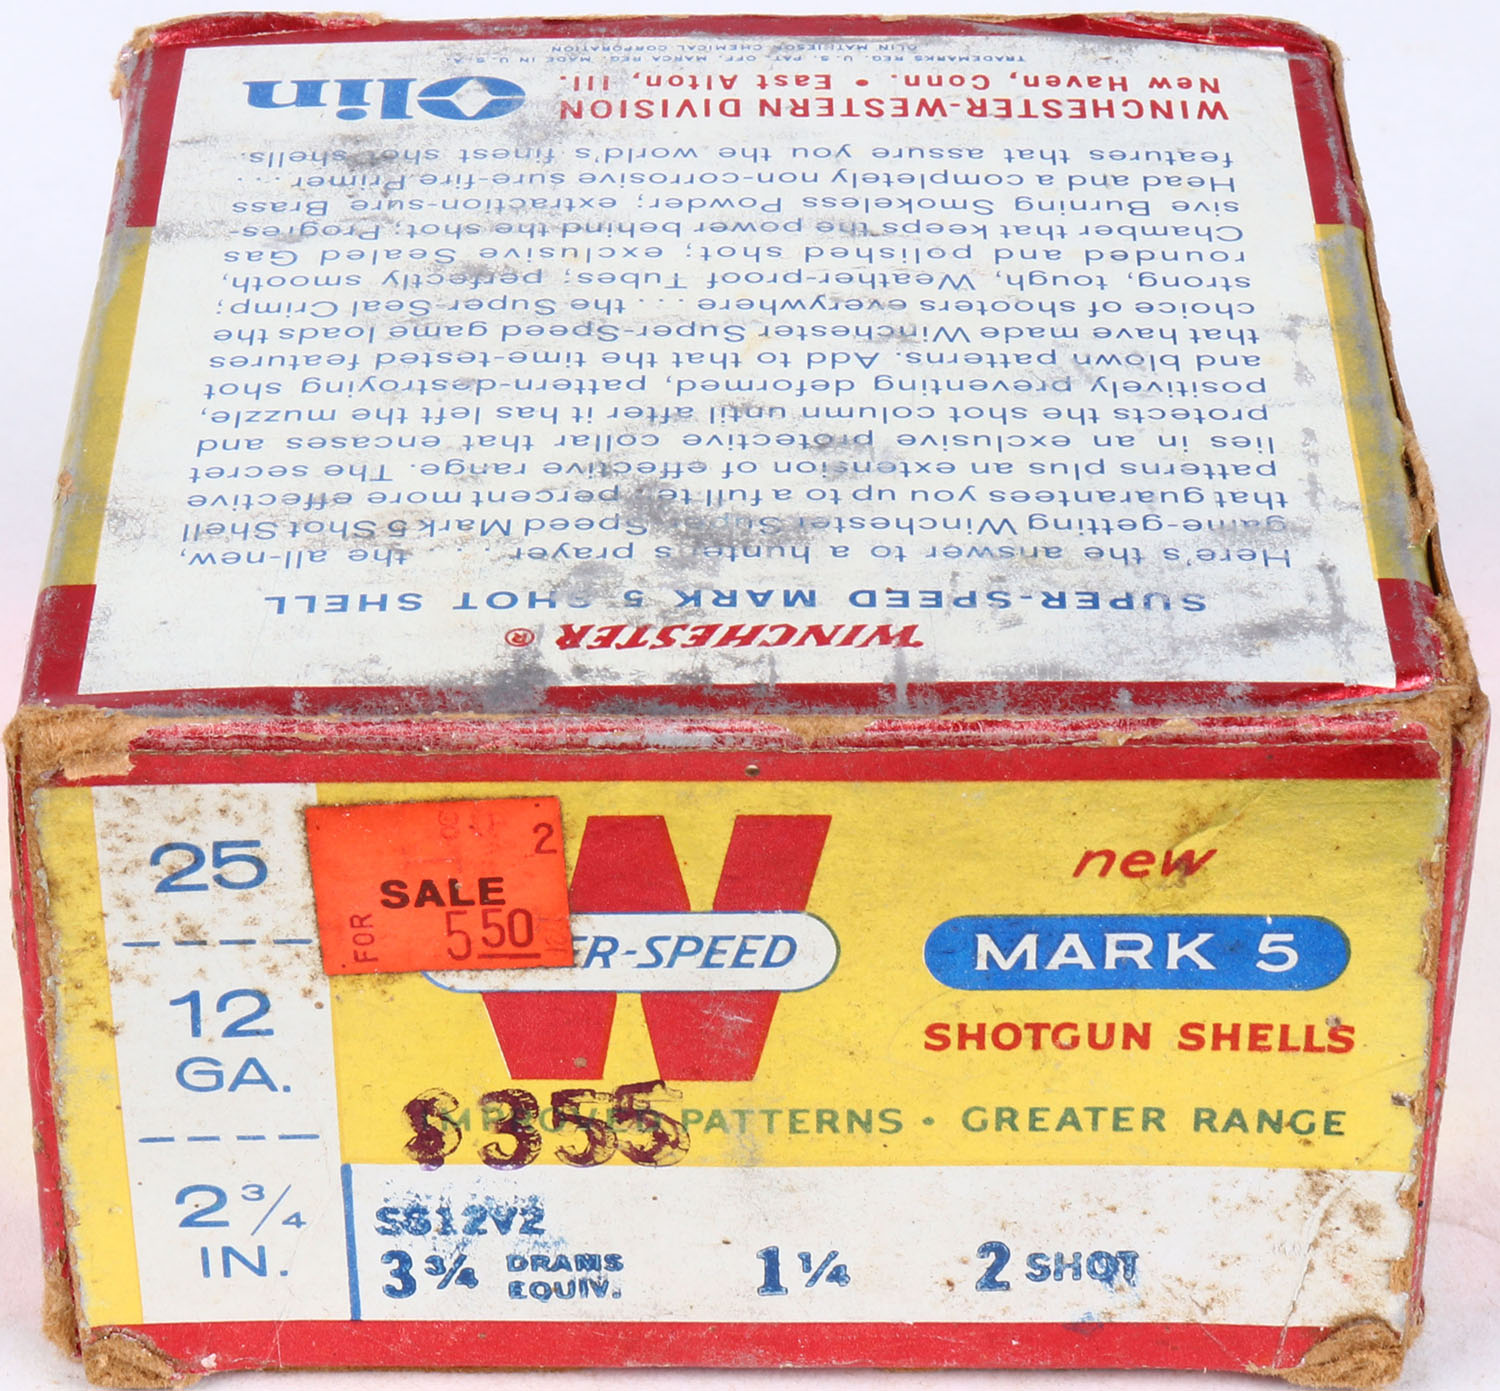 WINCHESTER ®
SUPER-SPEED MARK 5 SHOT SHELL
Here's the answer to a hunter's prayer . . . the all-new,
game-getting Winchester Super-Speed Mark 5 Shot Shell
that guarantees you up to a full ten percent more effective
patterns plus an extension of effective range. The secret
lies in an exclusive protective collar that encases and
protects the shot column until after it has left the muzzle,
positively preventing deformed, pattern-destroying shot
and blown patterns. Add to that the time-tested features
that have made Winchester Super-Speed game loads the
choice of shooters everywhere . . . the Super-Seal Crimp;
strong, tough, Weather-proof Tubes; perfectly smooth,
rounded and polished shot; exclusive Sealed Gas
Chamber that keeps the power behind the shot; Progres-
sive Burning Smokeless Powder; extraction-sure Brass
Head and a completely non-corrosive sure-fire Primer . . .
features that assure you the world's finest shot shells.
WINCHESTER-WESTERN DIVISION
New Haven, Conn. • East Alton, Ill.
Olin
TRADEMARKS REG. U. S. PAT. OFF. MARCA REG. MADE IN U. S. A.
OLIN MATHIESON CHEMICAL CORPORATION
25
12
GA.
2 3/4
IN.
2
SALE
FOR
5 50
W
ER-SPEED
new
MARK 5
SHOTGUN SHELLS
IMPROVED PATTERNS • GREATER RANGE
$355
SS12V2
3 3/4 DRAMS EQUIV. 1 1/4 2 SHOT